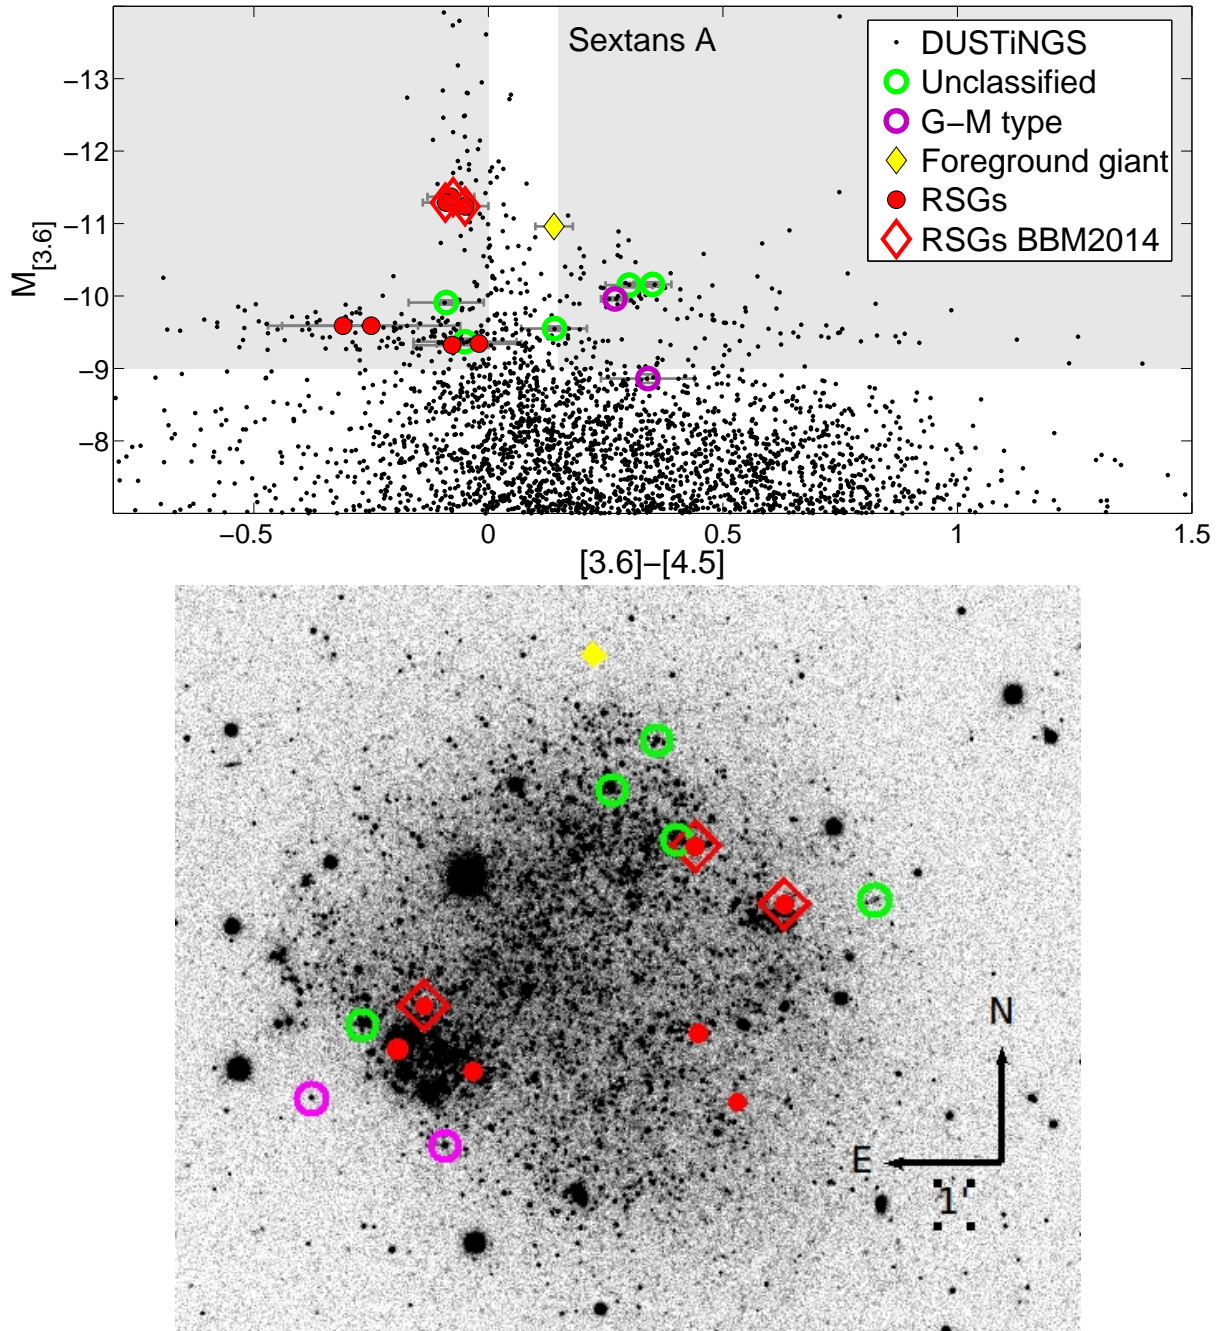 Sextans A
DUSTiNGS
Unclassified
G−M type
Foreground giant
RSGs
RSGs BBM2014
−13
−12
−11
−10
−9
−8
M[3.6]
−0.5 0 0.5 1 1.5
[3.6]−[4.5]
N
E
1'